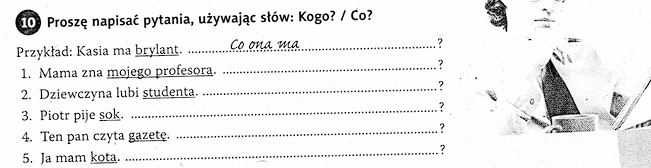 10 Proszę napisać pytania, używając słów: Kogo? / Co?
Przykład: Kasia ma brylant. Co ona ma ?
1. Mama zna mojego profesora. ?
2. Dziewczyna lubi studenta. ?
3. Piotr pije sok. ?
4. Ten pan czyta gazetę. ?
5. Ja mam kota. ?